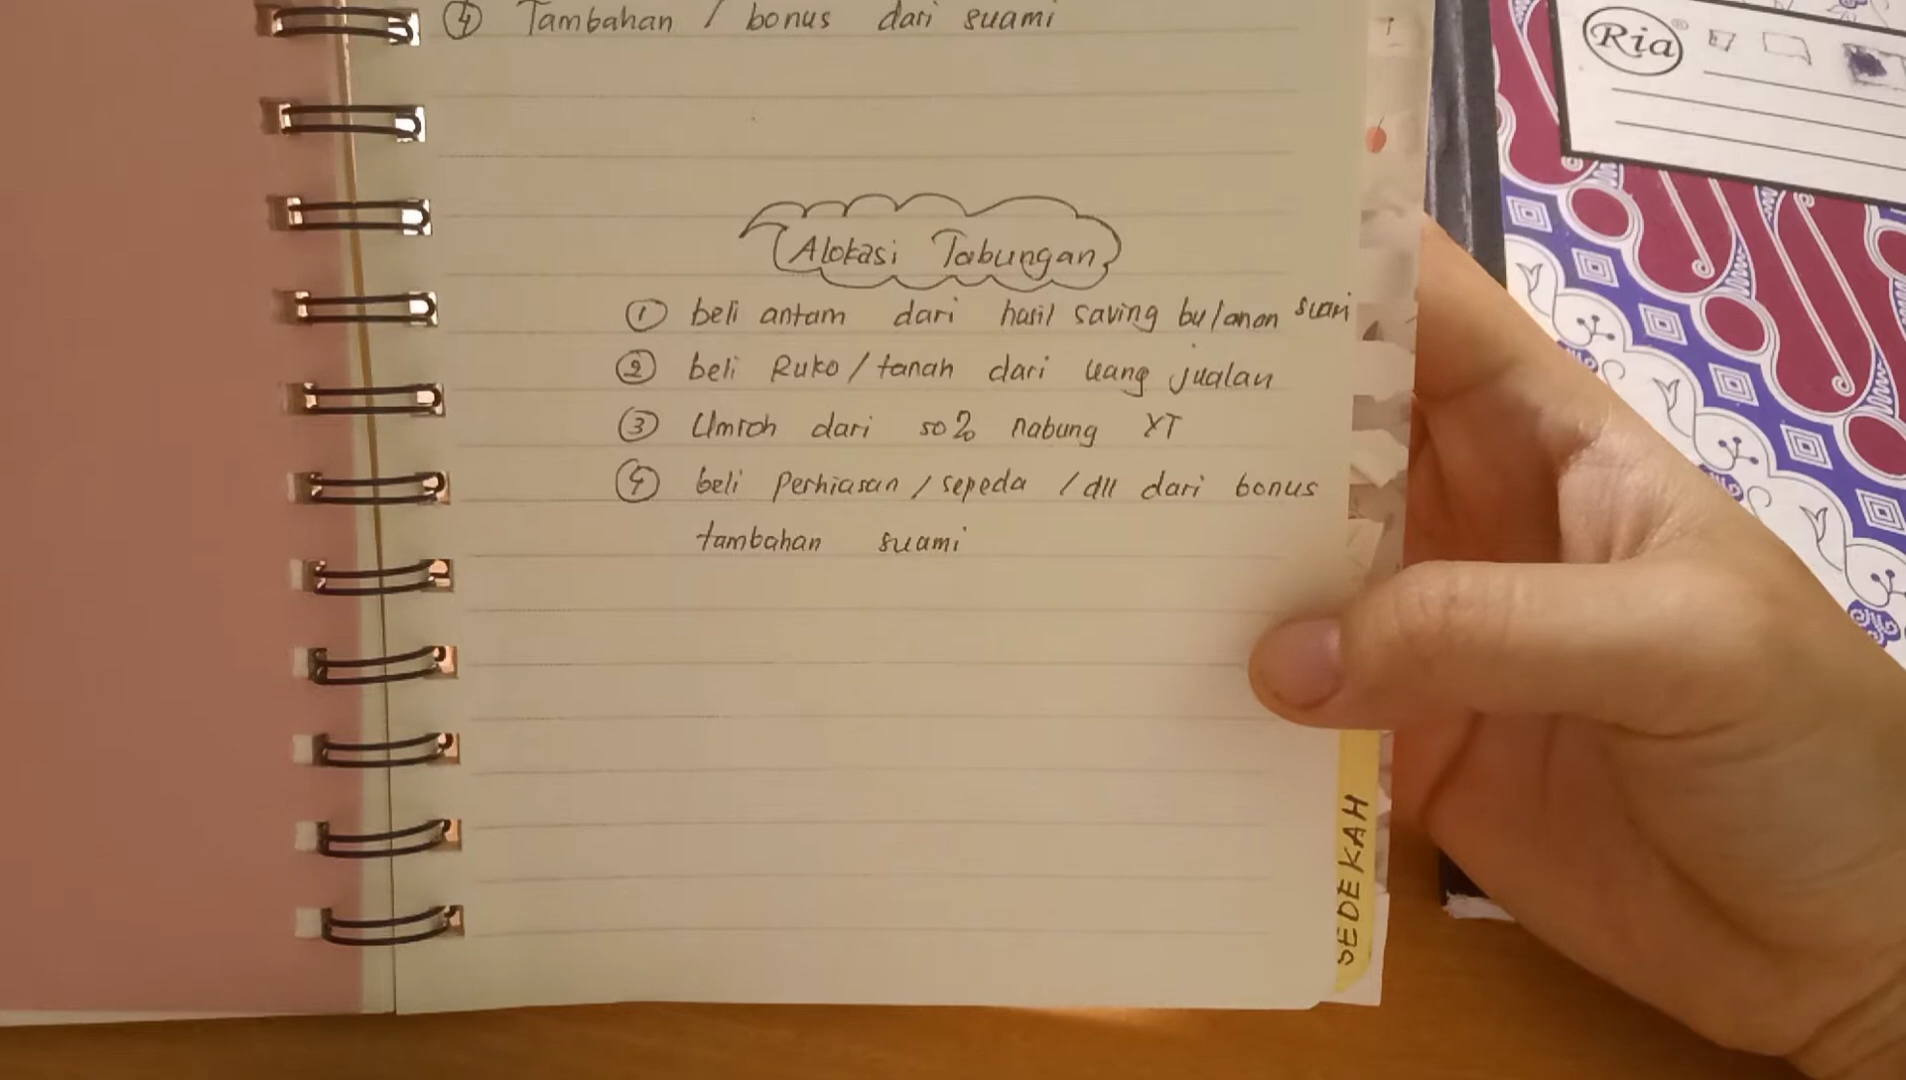 ④ Tambahan / bonus dari suami
Alokasi Tabungan
① beli antam dari hasil saving bulanan suami
② beli Ruko / tanah dari uang jualan
③ Umroh dari 50% nabung YT
④ beli perhiasan / sepeda / dll dari bonus
tambahan suami
SEDEKAH
Ria®